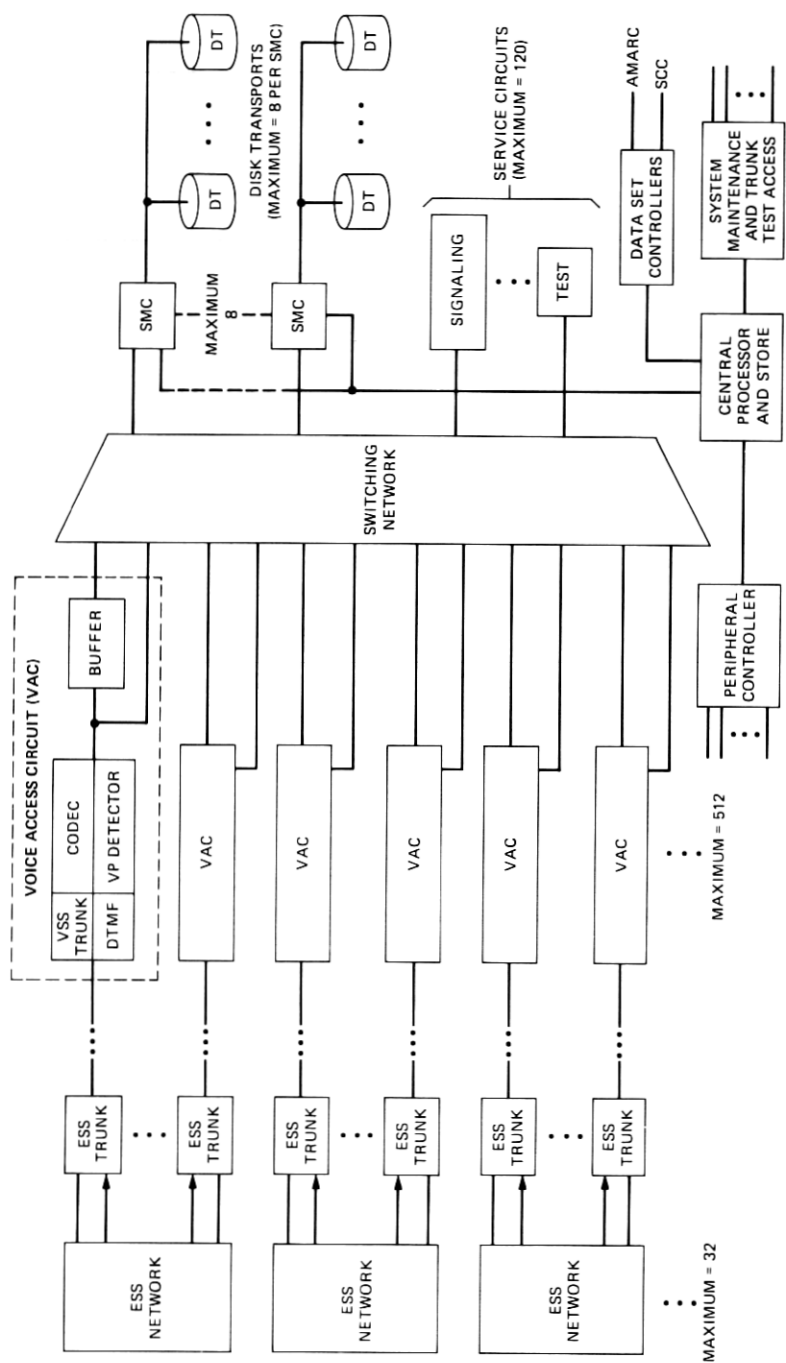 VOICE ACCESS CIRCUIT (VAC)
ESS
NETWORK
ESS
TRUNK
ESS
TRUNK
VSS
TRUNK
CODEC
DTMF
VP DETECTOR
BUFFER
VAC
ESS
NETWORK
ESS
TRUNK
ESS
TRUNK
VAC
VAC
ESS
NETWORK
ESS
TRUNK
ESS
TRUNK
VAC
VAC
MAXIMUM = 32
MAXIMUM = 512
SWITCHING
NETWORK
SMC
MAXIMUM
8
SMC
DT
DT
DISK TRANSPORTS
(MAXIMUM = 8 PER SMC)
DT
DT
SIGNALING
TEST
SERVICE CIRCUITS
(MAXIMUM = 120)
DATA SET
CONTROLLERS
AMARC
SCC
PERIPHERAL
CONTROLLER
CENTRAL
PROCESSOR
AND STORE
SYSTEM
MAINTENANCE
AND TRUNK
TEST ACCESS